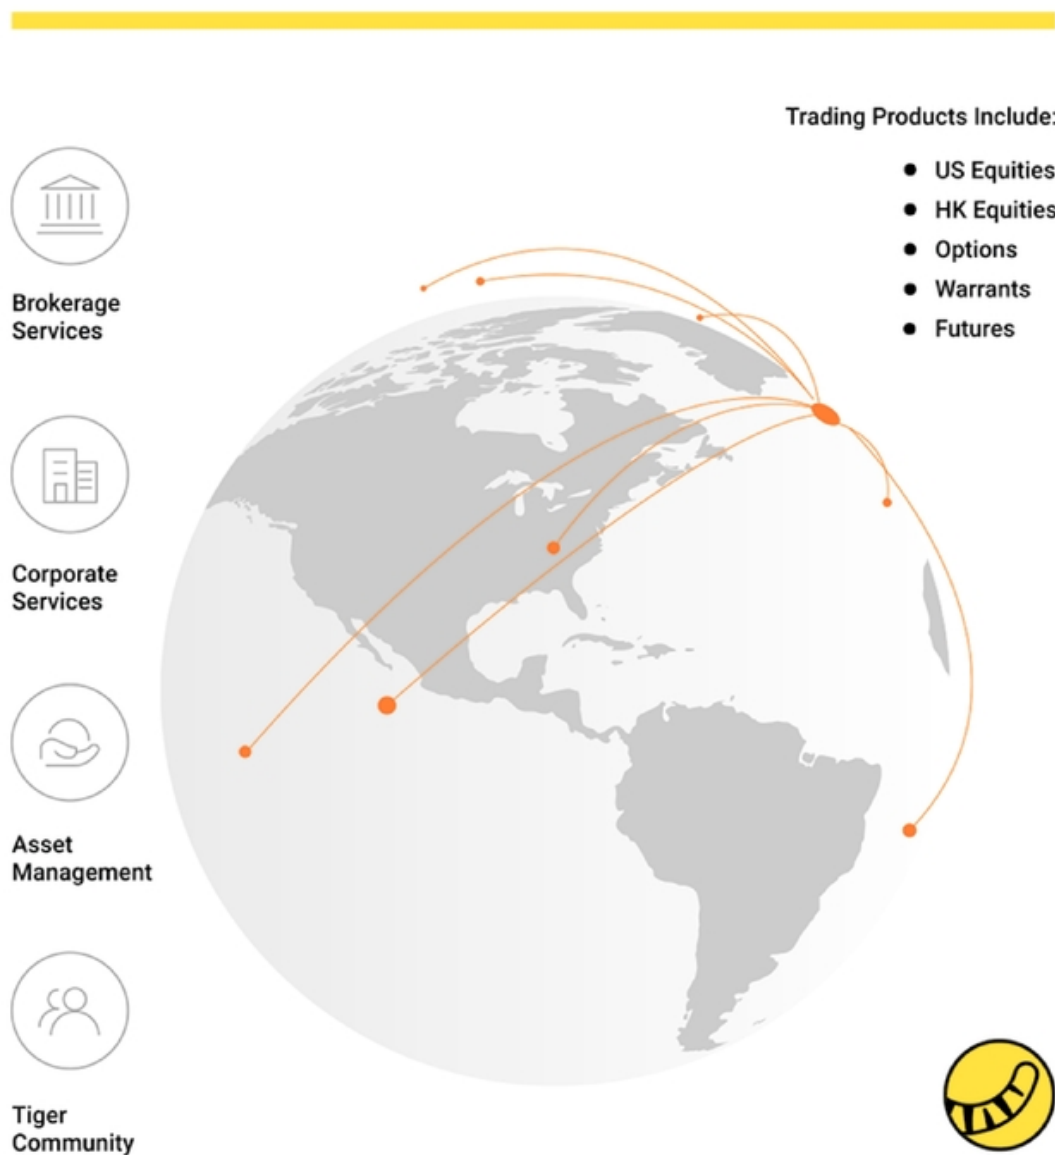 Trading Products Include:
US Equities
HK Equities
Options
Warrants
Futures
Brokerage
Services
Corporate
Services
Asset
Management
Tiger
Community